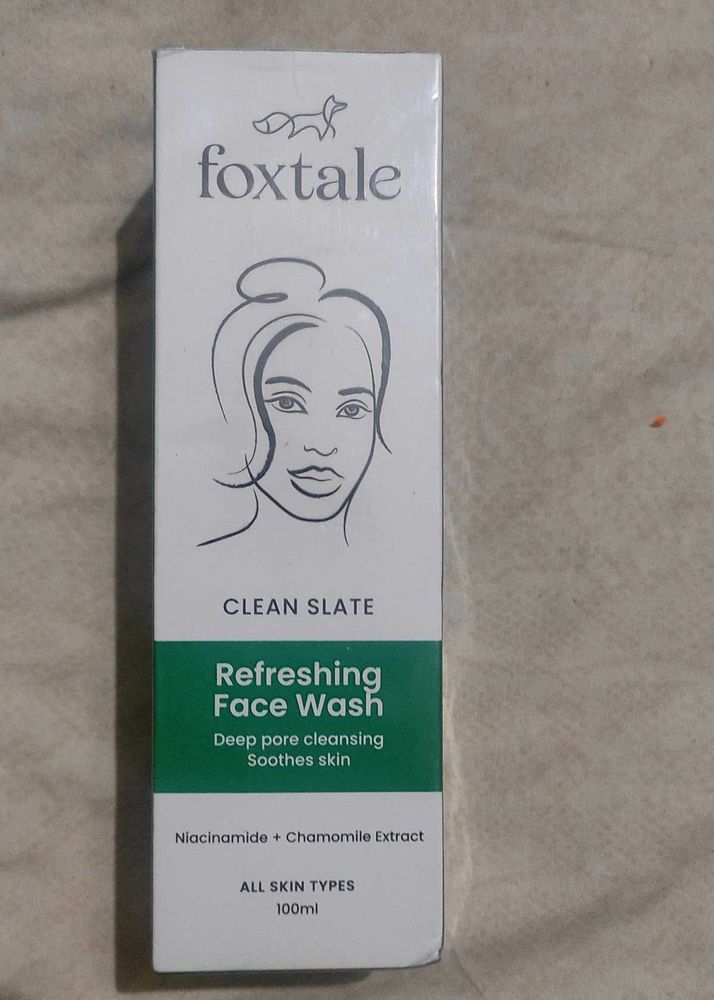 foxtale
CLEAN SLATE
Refreshing
Face Wash
Deep pore cleansing
Soothes skin
Niacinamide + Chamomile Extract
ALL SKIN TYPES
100ml